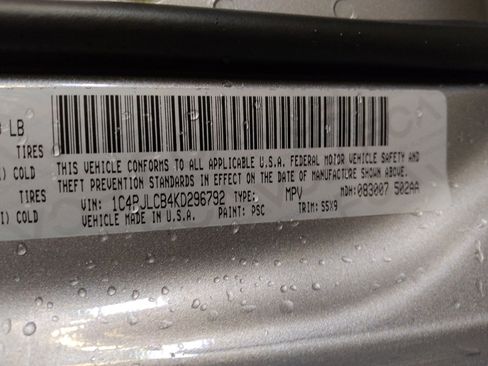 LB
TIRES
COLD
TIRES
COLD
THIS VEHICLE CONFORMS TO ALL APPLICABLE U.S.A. FEDERAL MOTOR VEHICLE SAFETY AND
THEFT PREVENTION STANDARDS IN EFFECT ON THE DATE OF MANUFACTURE SHOWN ABOVE.
VIN: 1C4PJLCB4KD296792 TYPE: MPV MDH: 083007 502AA
VEHICLE MADE IN U.S.A. PAINT: PSC TRIM: S5X9